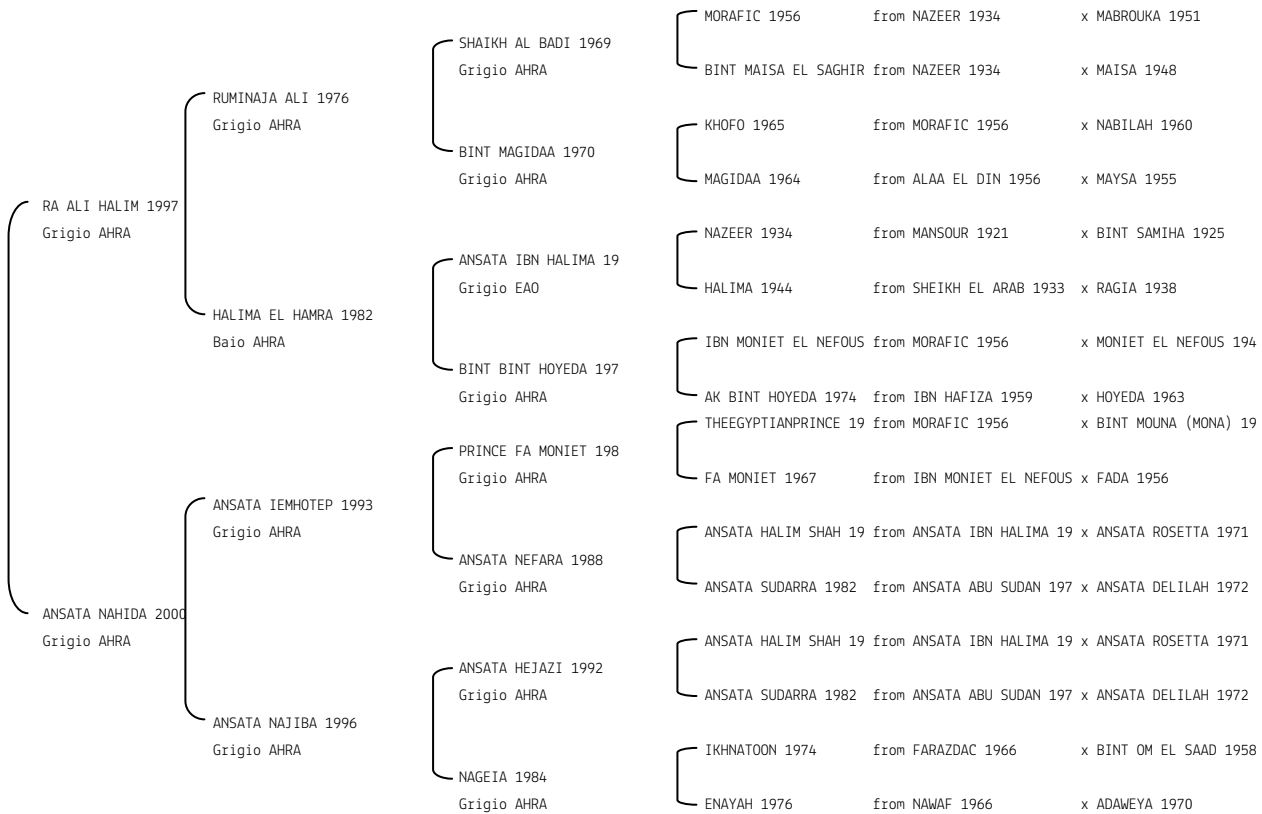 MORAFIC 1956 from NAZEER 1934 x MABROUKA 1951
SHAIKH AL BADI 1969
Grigio AHRA BINT MAISA EL SAGHIR from NAZEER 1934 x MAISA 1948
RUMINAJA ALI 1976
Grigio AHRA KHOFO 1965 from MORAFIC 1956 x NABILAH 1960
BINT MAGIDAA 1970
Grigio AHRA MAGIDAA 1964 from ALAA EL DIN 1956 x MAYSA 1955
RA ALI HALIM 1997
Grigio AHRA NAZEER 1934 from MANSOUR 1921 x BINT SAMIHA 1925
ANSATA IBN HALIMA 19
Grigio EAO HALIMA 1944 from SHEIKH EL ARAB 1933 x RAGIA 1938
HALIMA EL HAMRA 1982
Baio AHRA IBN MONIET EL NEFOUS from MORAFIC 1956 x MONIET EL NEFOUS 194
BINT BINT HOYEDA 197
Grigio AHRA AK BINT HOYEDA 1974 from IBN HAFIZA 1959 x HOYEDA 1963
THEEGYPTIANPRINCE 19 from MORAFIC 1956 x BINT MOUNA (MONA) 19
PRINCE FA MONIET 198
Grigio AHRA FA MONIET 1967 from IBN MONIET EL NEFOUS x FADA 1956
ANSATA IEMHOTEP 1993
Grigio AHRA ANSATA HALIM SHAH 19 from ANSATA IBN HALIMA 19 x ANSATA ROSETTA 1971
ANSATA NEFARA 1988
Grigio AHRA ANSATA SUDARRA 1982 from ANSATA ABU SUDAN 197 x ANSATA DELILAH 1972
ANSATA NAHIDA 2000
Grigio AHRA ANSATA HALIM SHAH 19 from ANSATA IBN HALIMA 19 x ANSATA ROSETTA 1971
ANSATA HEJAZI 1992
Grigio AHRA ANSATA SUDARRA 1982 from ANSATA ABU SUDAN 197 x ANSATA DELILAH 1972
ANSATA NAJIBA 1996
Grigio AHRA IKHNATOON 1974 from FARAZDAC 1966 x BINT OM EL SAAD 1958
NAGEIA 1984
Grigio AHRA ENAYAH 1976 from NAWAF 1966 x ADAWEYA 1970